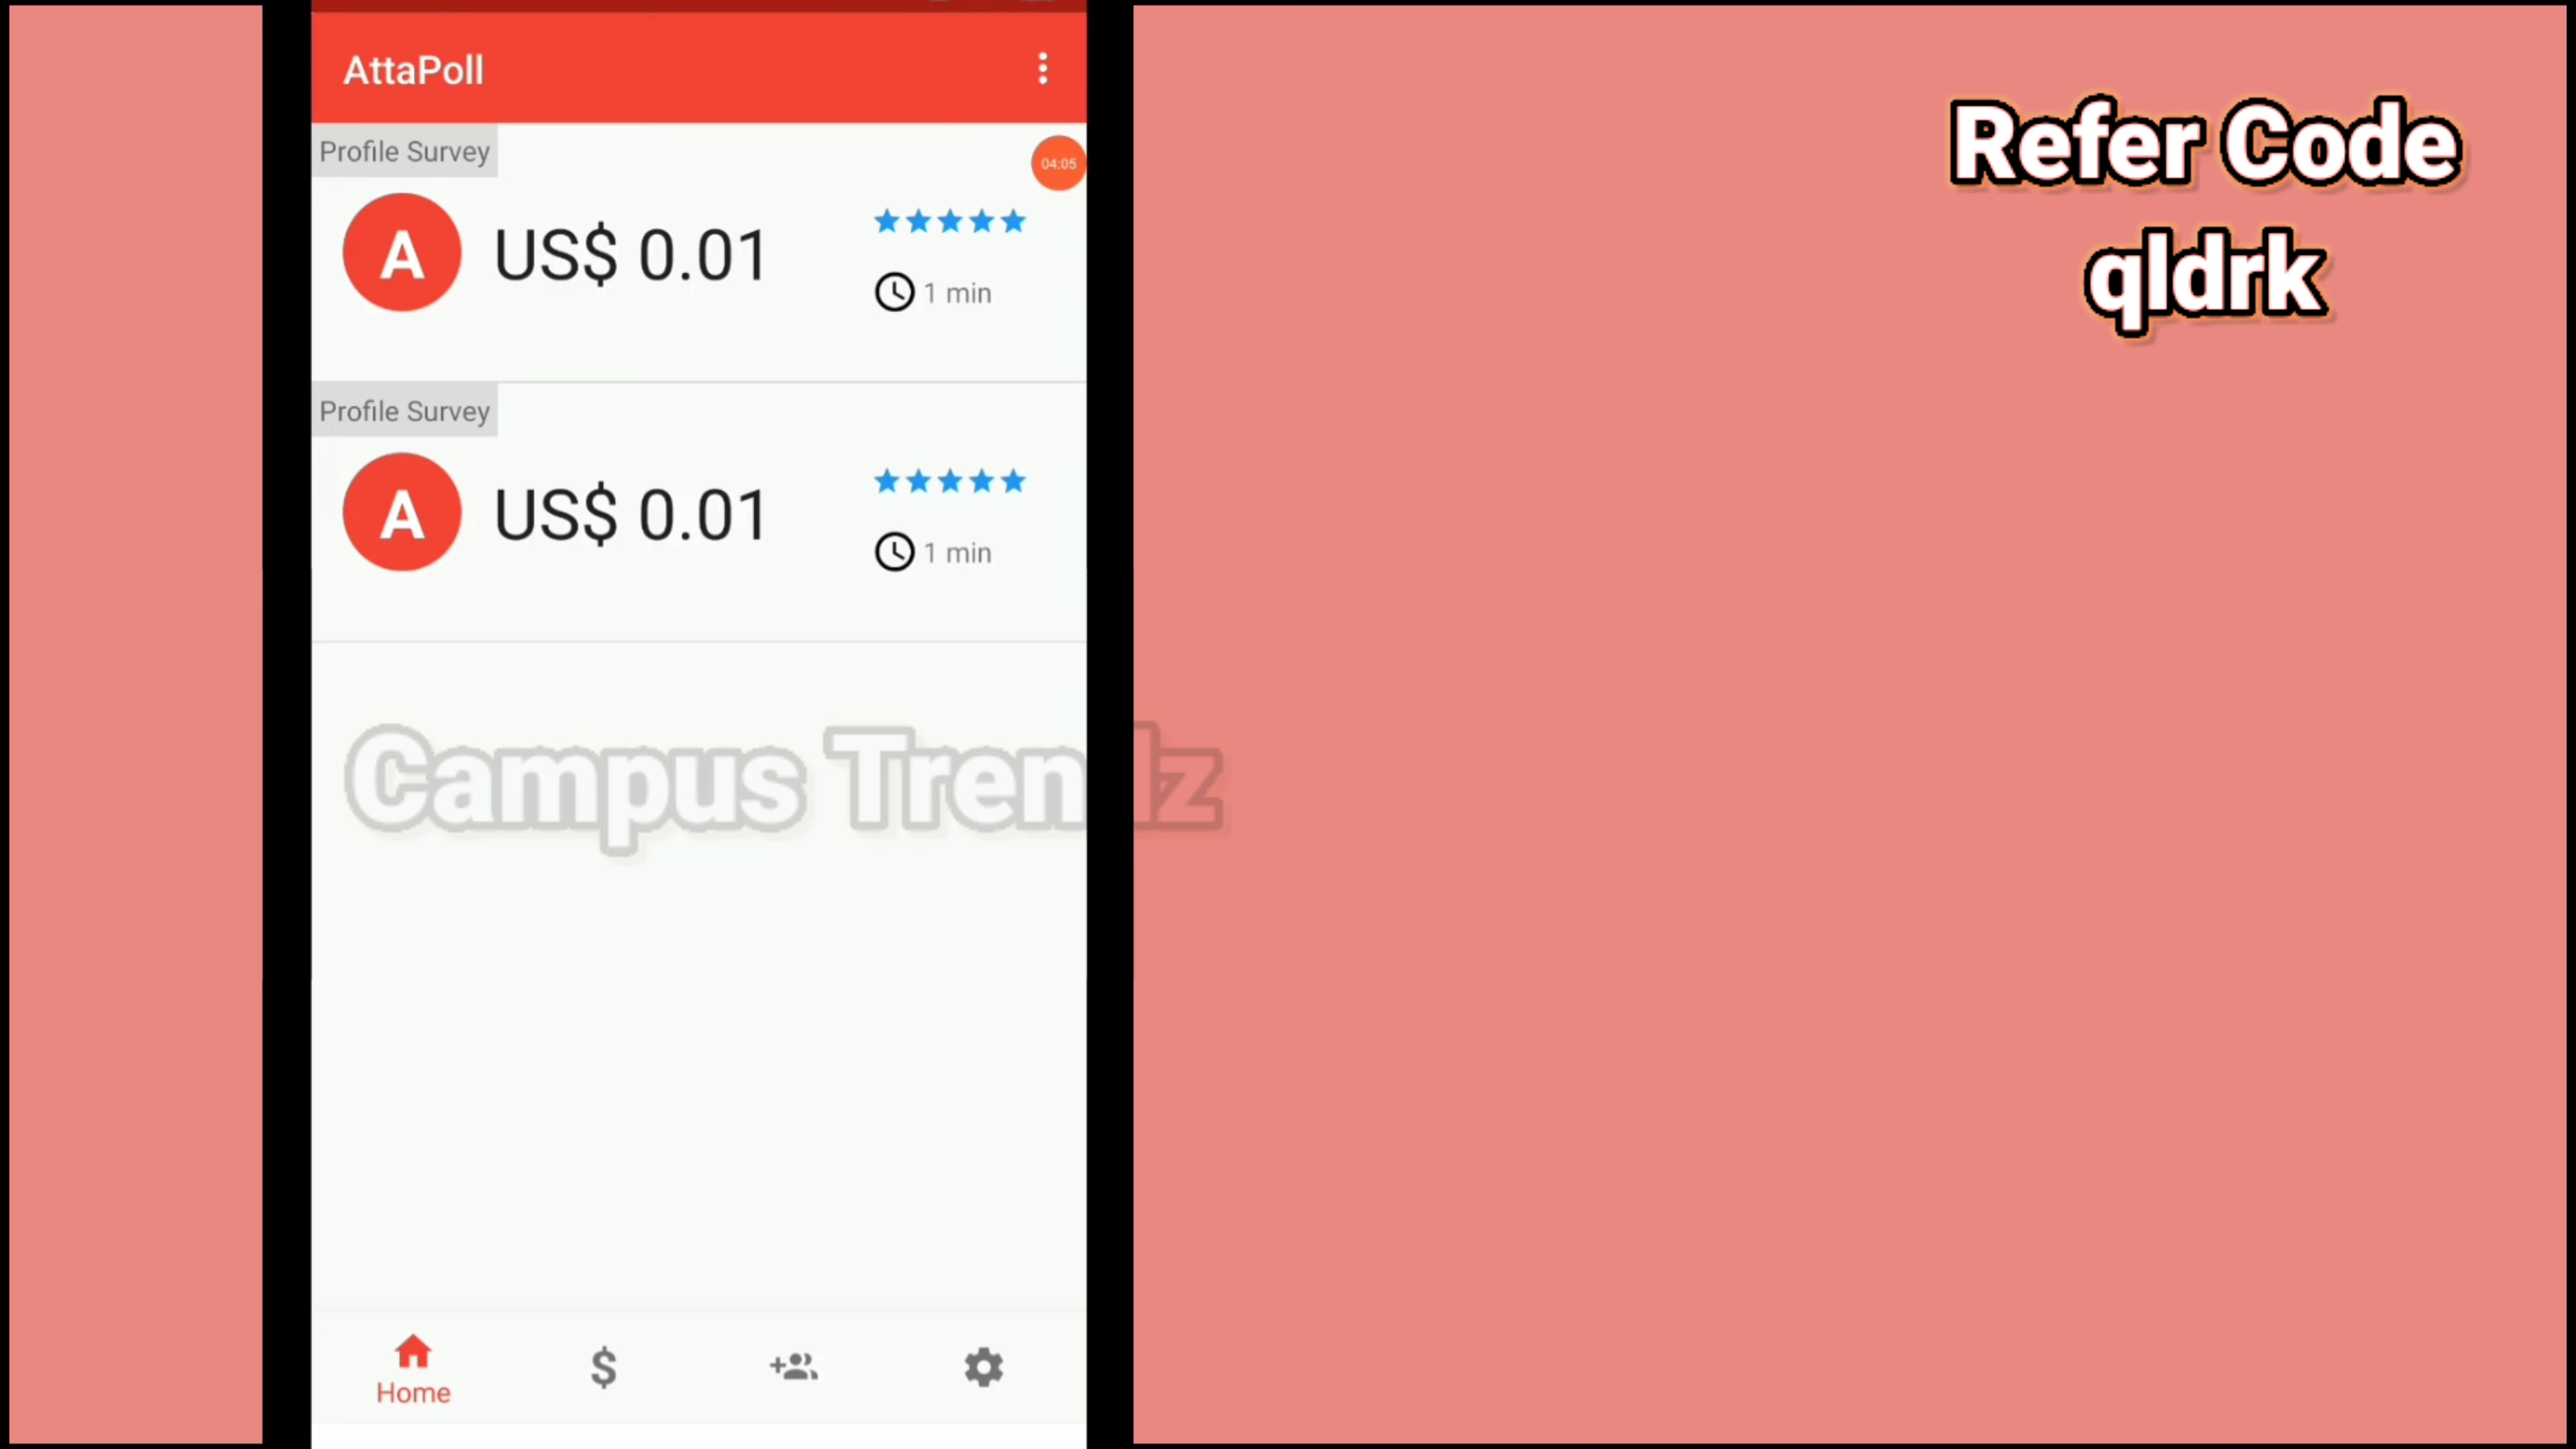 AttaPoll
Profile Survey
04:05
A
US$ 0.01
1 min
Profile Survey
A
US$ 0.01
1 min
Campus Trendz
Home
$
Refer Code
qldrk